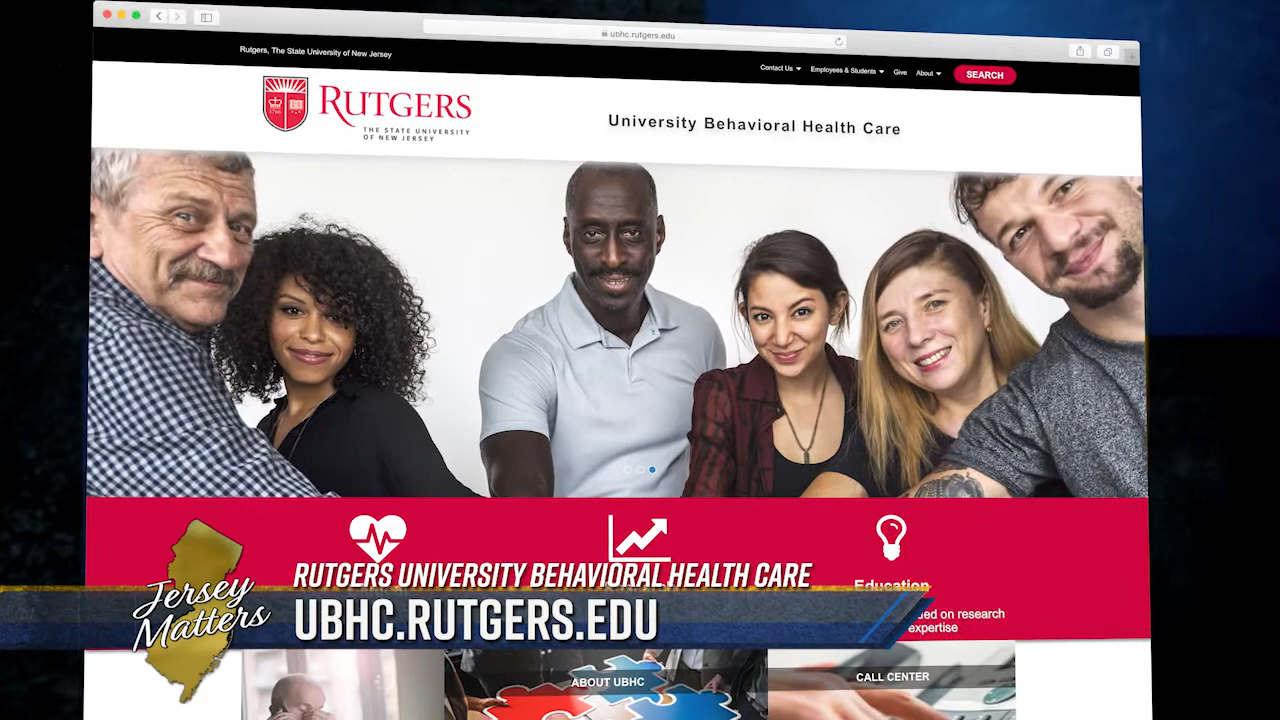 ubhc.rutgers.edu
Rutgers, The State University of New Jersey
Contact Us
Employees & Students
Give
About
SEARCH
RUTGERS
THE STATE UNIVERSITY
OF NEW JERSEY
1766
University Behavioral Health Care
RUTGERS UNIVERSITY BEHAVIORAL HEALTH CARE
UBHC.RUTGERS.EDU
Jersey
Matters
Education
on research
expertise
ABOUT UBHC
CALL CENTER